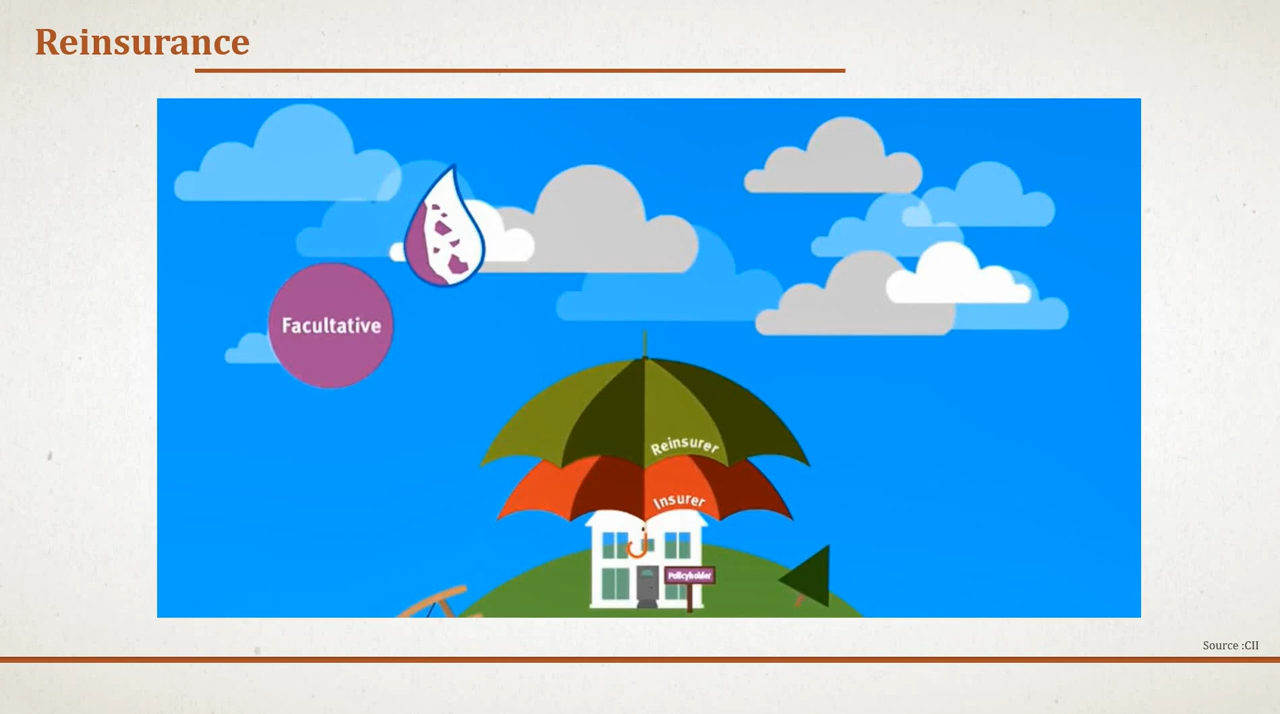 Reinsurance
Facultative
Reinsurer
Insurer
Policyholder
Source :CII